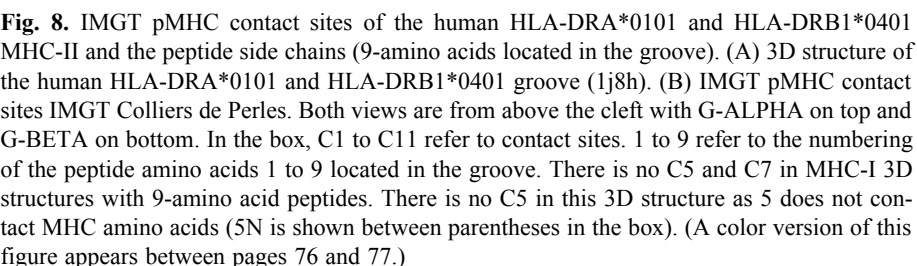 Fig. 8. IMGT pMHC contact sites of the human HLA-DRA*0101 and HLA-DRB1*0401
MHC-II and the peptide side chains (9-amino acids located in the groove). (A) 3D structure of
the human HLA-DRA*0101 and HLA-DRB1*0401 groove (1j8h). (B) IMGT pMHC contact
sites IMGT Colliers de Perles. Both views are from above the cleft with G-ALPHA on top and
G-BETA on bottom. In the box, C1 to C11 refer to contact sites. 1 to 9 refer to the numbering
of the peptide amino acids 1 to 9 located in the groove. There is no C5 and C7 in MHC-I 3D
structures with 9-amino acid peptides. There is no C5 in this 3D structure as 5 does not con-
tact MHC amino acids (5N is shown between parentheses in the box). (A color version of this
figure appears between pages 76 and 77.)